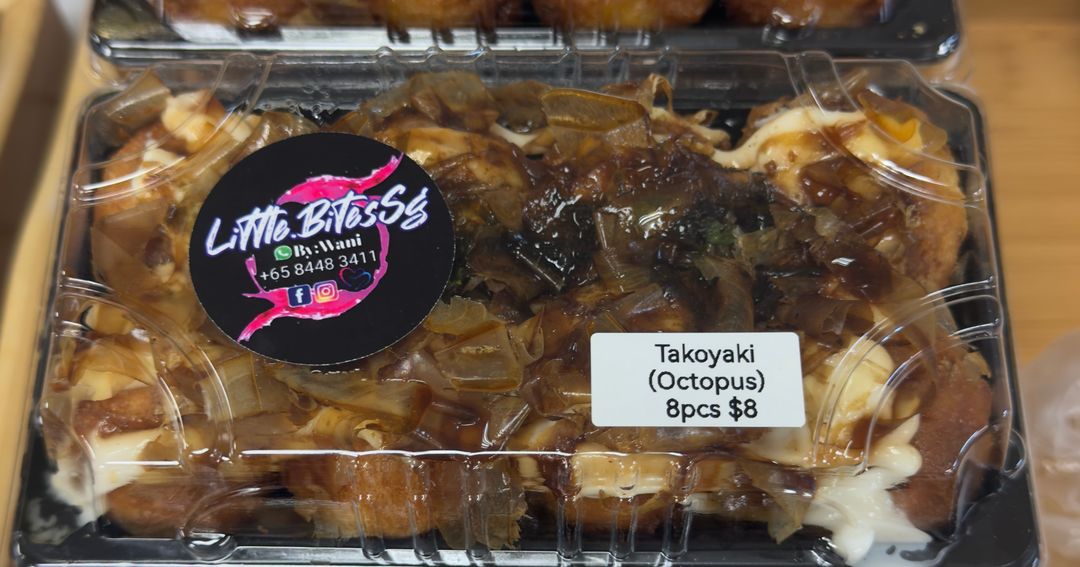 Little.BitesSg
By:Wani
+65 8448 3411
Takoyaki
(Octopus)
8pcs $8